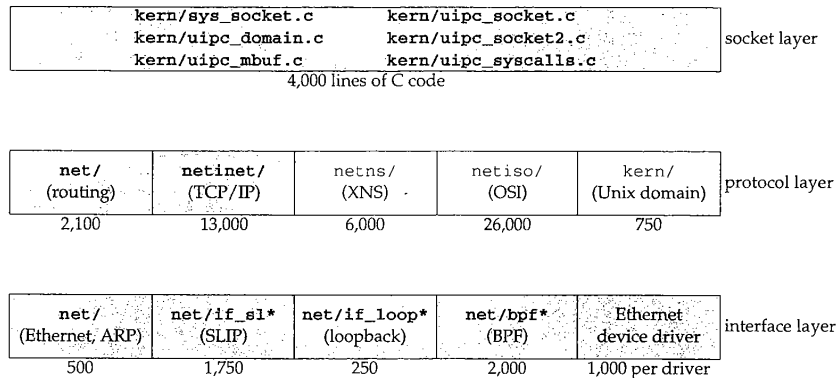 kern/sys_socket.c kern/uipc_socket.c
kern/uipc_domain.c kern/uipc_socket2.c
kern/uipc_mbuf.c kern/uipc_syscalls.c
socket layer
4,000 lines of C code
net/ netinet/ netns/ netiso/ kern/
(routing) (TCP/IP) (XNS) (OSI) (Unix domain)
protocol layer
2,100 13,000 6,000 26,000 750
net/ net/if_sl* net/if_loop* net/bpf* Ethernet
(Ethernet, ARP) (SLIP) (loopback) (BPF) device driver
interface layer
500 1,750 250 2,000 1,000 per driver